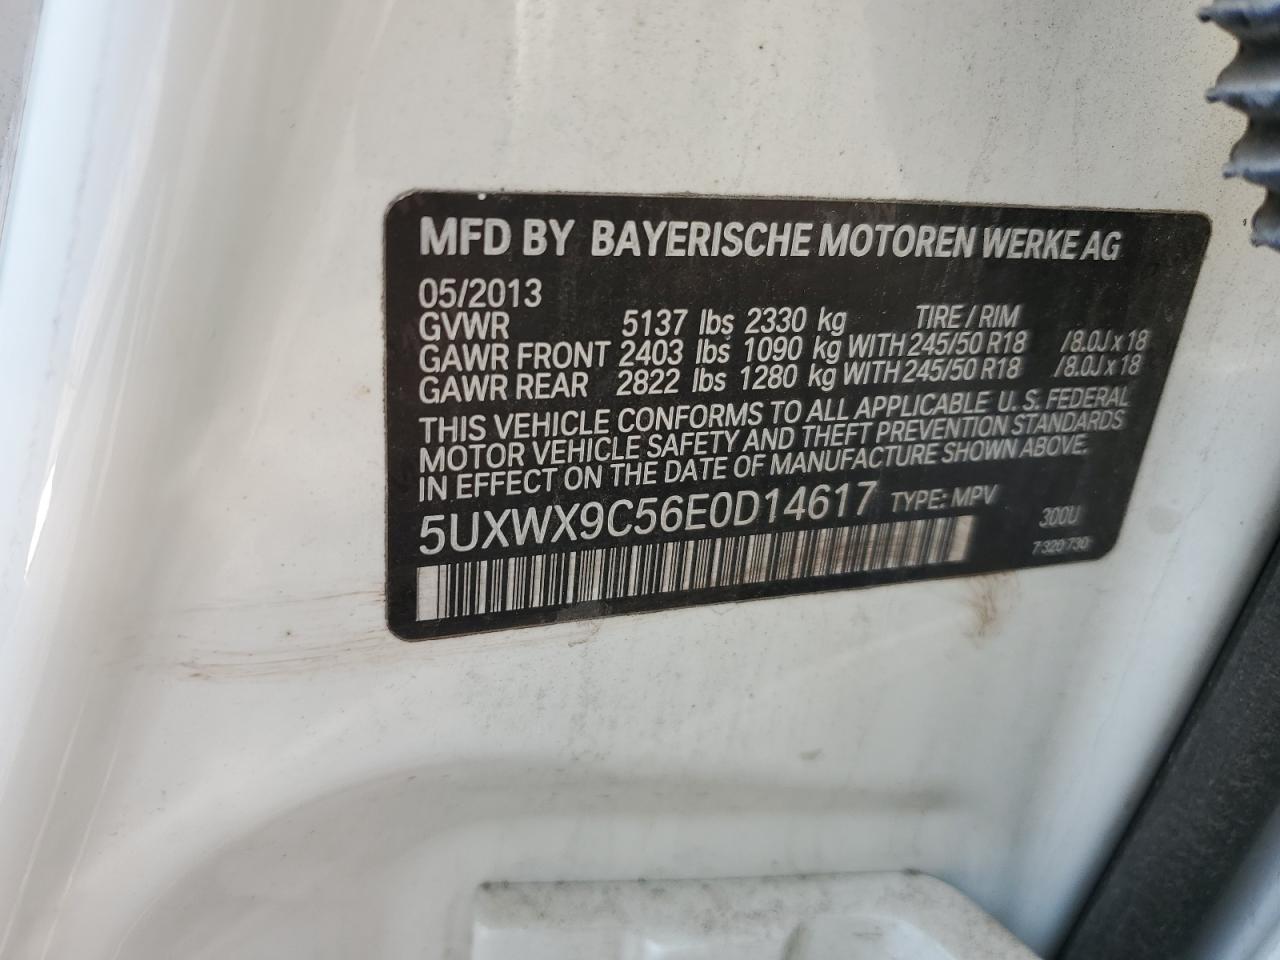 MFD BY BAYERISCHE MOTOREN WERKE AG
05/2013
GVWR 5137 lbs 2330 kg TIRE / RIM
GAWR FRONT 2403 lbs 1090 kg WITH 245/50 R18 /8.0J x 18
GAWR REAR 2822 lbs 1280 kg WITH 245/50 R18 /8.0J x 18
THIS VEHICLE CONFORMS TO ALL APPLICABLE U.S. FEDERAL
MOTOR VEHICLE SAFETY AND THEFT PREVENTION STANDARDS
IN EFFECT ON THE DATE OF MANUFACTURE SHOWN ABOVE.
5UXWX9C56E0D14617 TYPE: MPV
300U
7 320 730